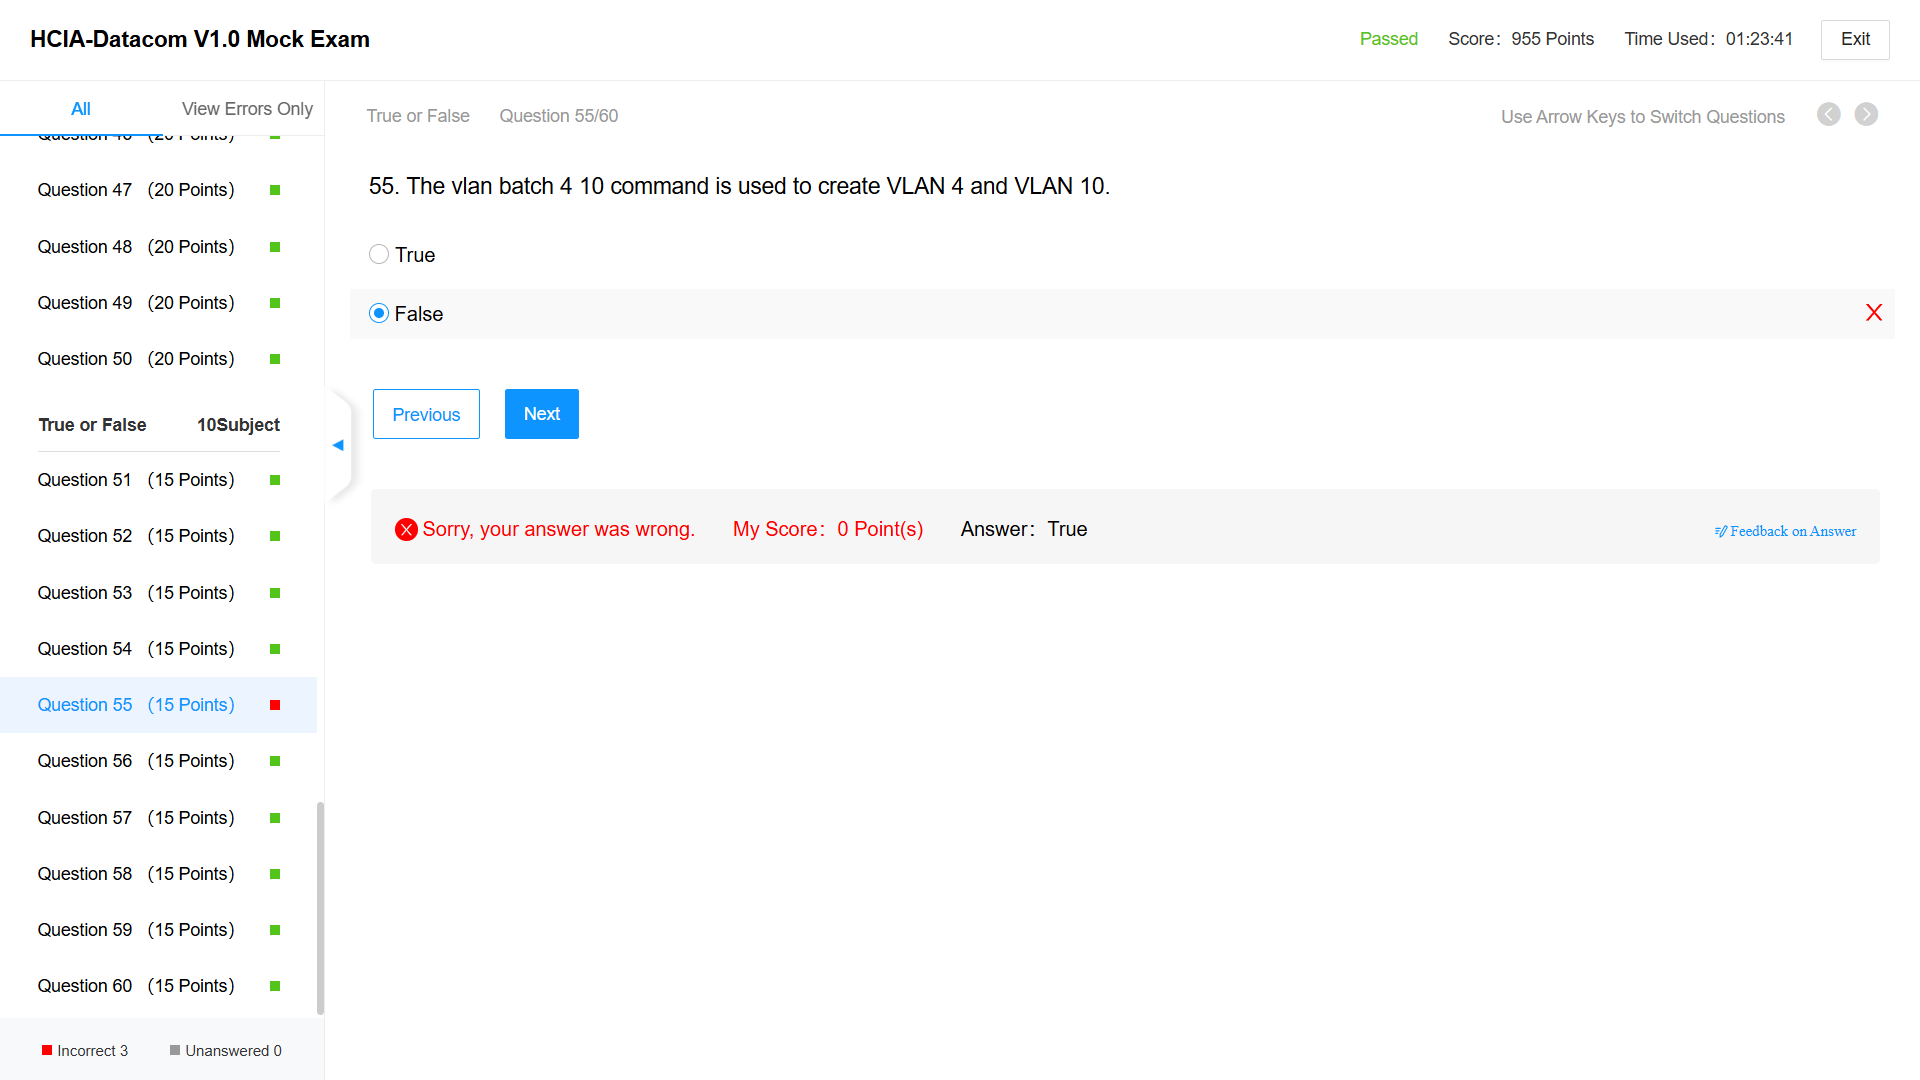 HCIA-Datacom V1.0 Mock Exam
Passed
Score： 955 Points
Time Used： 01:23:41
Exit
All
View Errors Only
True or False
Question 55/60
Use Arrow Keys to Switch Questions
Question 46 (20 Points)
Question 47 (20 Points)
Question 48 (20 Points)
Question 49 (20 Points)
Question 50 (20 Points)
True or False 10Subject
Question 51 (15 Points)
Question 52 (15 Points)
Question 53 (15 Points)
Question 54 (15 Points)
Question 55 (15 Points)
Question 56 (15 Points)
Question 57 (15 Points)
Question 58 (15 Points)
Question 59 (15 Points)
Question 60 (15 Points)
Incorrect 3
Unanswered 0
55. The vlan batch 4 10 command is used to create VLAN 4 and VLAN 10.
True
False
Previous
Next
Sorry, your answer was wrong. My Score： 0 Point(s) Answer： True
Feedback on Answer